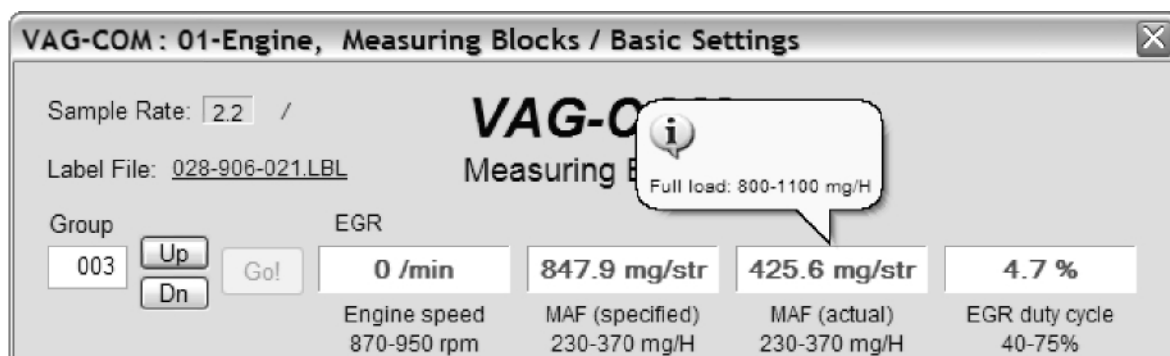 VAG-COM: 01-Engine, Measuring Blocks / Basic Settings
Sample Rate: 2.2 /
VAG-C
Label File: 028-906-021.LBL
Measuring
Full load: 800-1100 mg/H
Group
EGR
003 Up Dn Go! 0 /min 847.9 mg/str 425.6 mg/str 4.7 %
Engine speed MAF (specified) MAF (actual) EGR duty cycle
870-950 rpm 230-370 mg/H 230-370 mg/H 40-75%